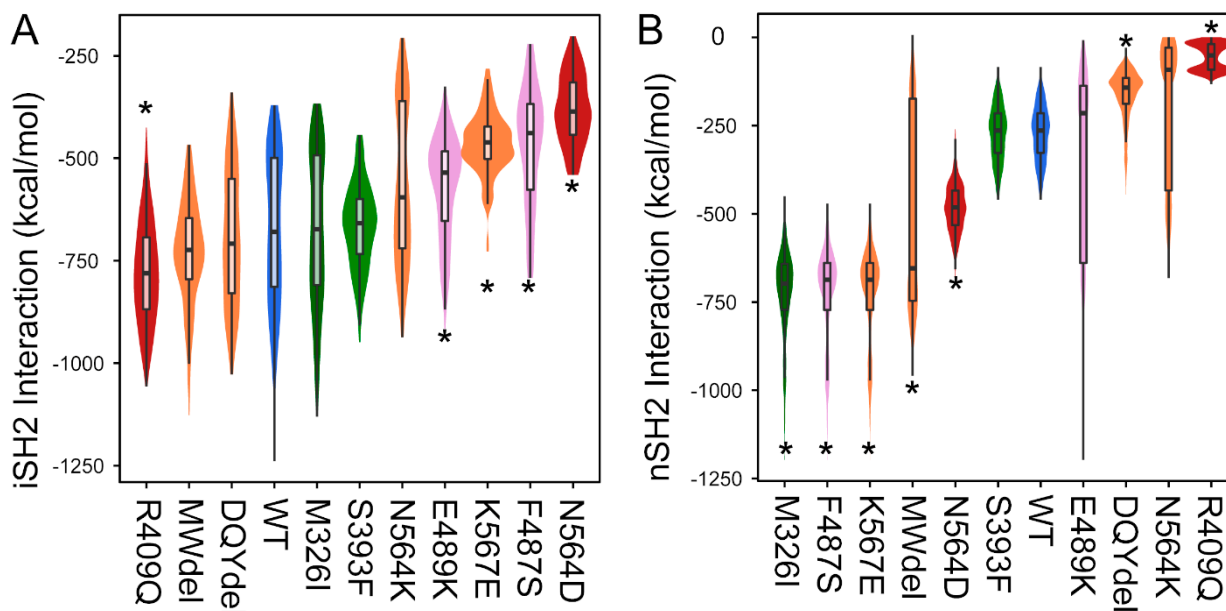 A
iSH2 Interaction (kcal/mol)
-250
-500
-750
-1000
-1250
*
*
*
*
*
R409Q
MWdel
DQYde
WT
M326I
S393F
N564K
E489K
K567E
F487S
N564D
B
nSH2 Interaction (kcal/mol)
0
-250
-500
-750
-1000
-1250
*
*
*
*
*
*
*
M326I
F487S
K567E
MWdel
N564D
S393F
WT
E489K
DQYdel
N564K
R409Q